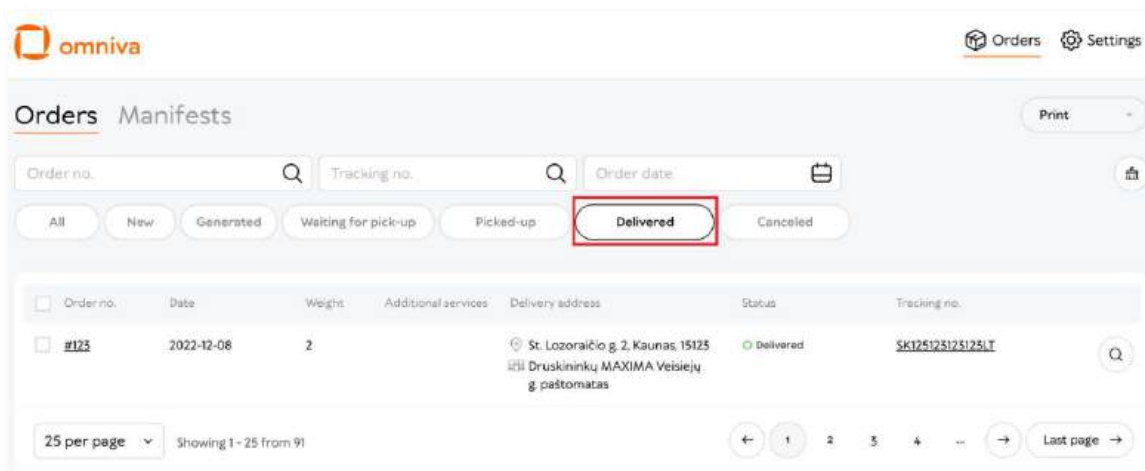 omniva
Orders Settings
Orders Manifests
Print
Order no. Tracking no. Order date
All New Generated Waiting for pick-up Picked-up Delivered Canceled
Order no. Date Weight Additional services Delivery address Status Tracking no.
#123 2022-12-08 2 St. Lozoraičio g. 2, Kaunas, 15123 Delivered SK125123123125LT
Druskininkų MAXIMA Veisiejų
g. paštomatas
25 per page Showing 1 - 25 from 91 1 2 3 4 ... Last page